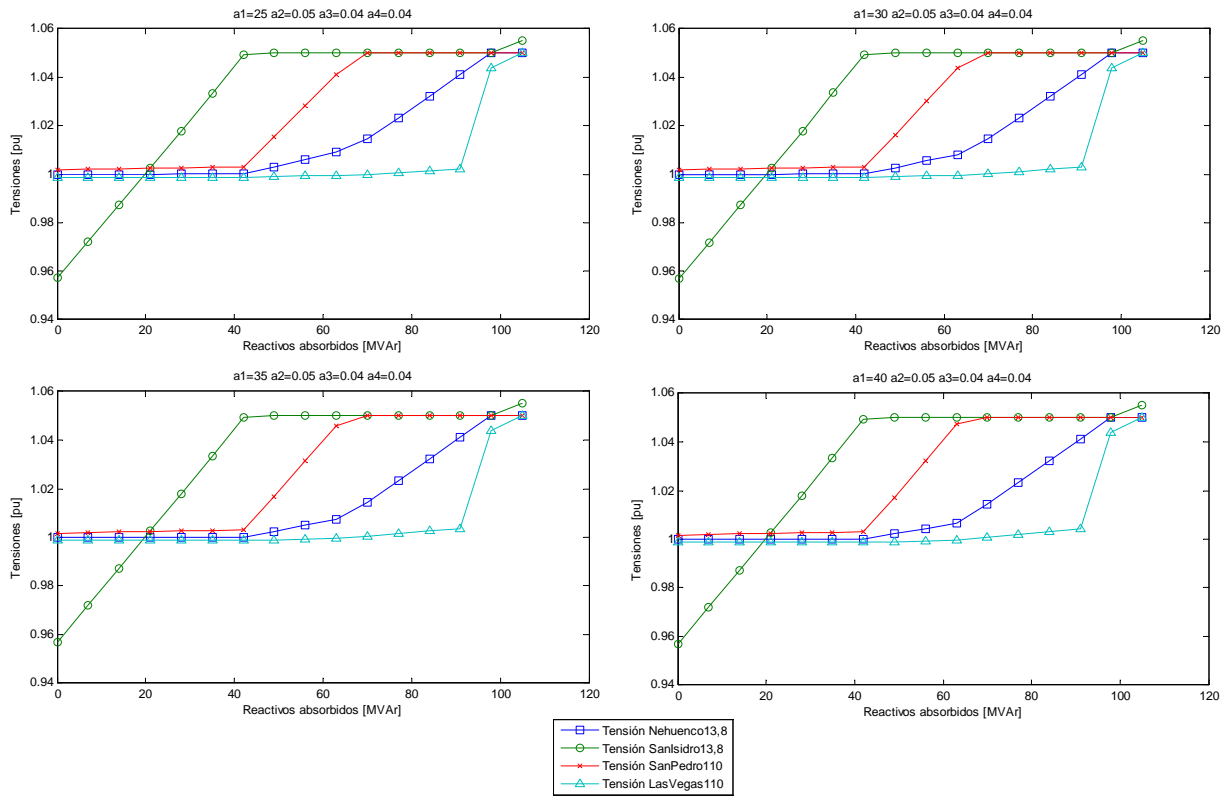 a1=25 a2=0.05 a3=0.04 a4=0.04
1.06
1.04
1.02
1
0.98
0.96
0.94
Tensiones [pu]
0 20 40 60 80 100 120
Reactivos absorbidos [MVAr]
a1=30 a2=0.05 a3=0.04 a4=0.04
1.06
1.04
1.02
1
0.98
0.96
0.94
Tensiones [pu]
0 20 40 60 80 100 120
Reactivos absorbidos [MVAr]
a1=35 a2=0.05 a3=0.04 a4=0.04
1.06
1.04
1.02
1
0.98
0.96
0.94
Tensiones [pu]
0 20 40 60 80 100 120
Reactivos absorbidos [MVAr]
a1=40 a2=0.05 a3=0.04 a4=0.04
1.06
1.04
1.02
1
0.98
0.96
0.94
Tensiones [pu]
0 20 40 60 80 100 120
Reactivos absorbidos [MVAr]
Tensión Nehuenco13,8
Tensión SanIsidro13,8
Tensión SanPedro110
Tensión LasVegas110